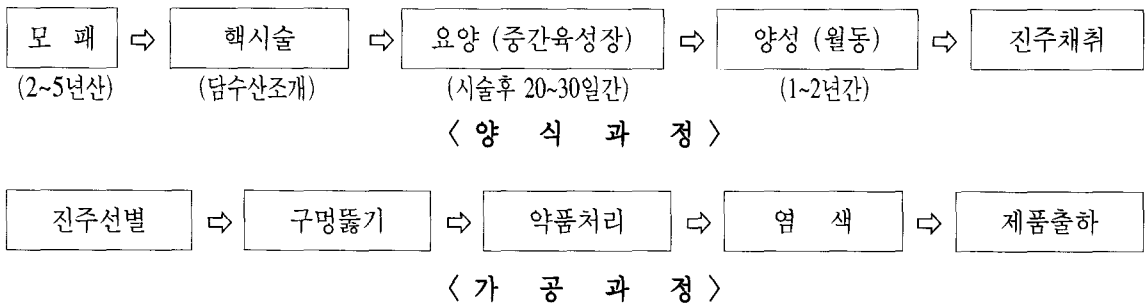 모 패 ⇨ 핵시술 ⇨ 요양 (중간육성장) ⇨ 양성 (월동) ⇨ 진주채취
(2~5년산) (담수산조개) (시술후 20~30일간) (1~2년간)
〈 양 식 과 정 〉
진주선별 ⇨ 구멍뚫기 ⇨ 약품처리 ⇨ 염 색 ⇨ 제품출하
〈 가 공 과 정 〉